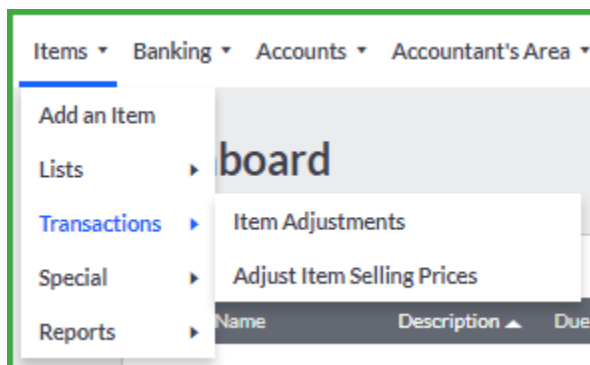 Items Banking Accounts Accountant's Area
Add an Item
board
Lists
Transactions Item Adjustments
Special Adjust Item Selling Prices
Name Description Due
Reports